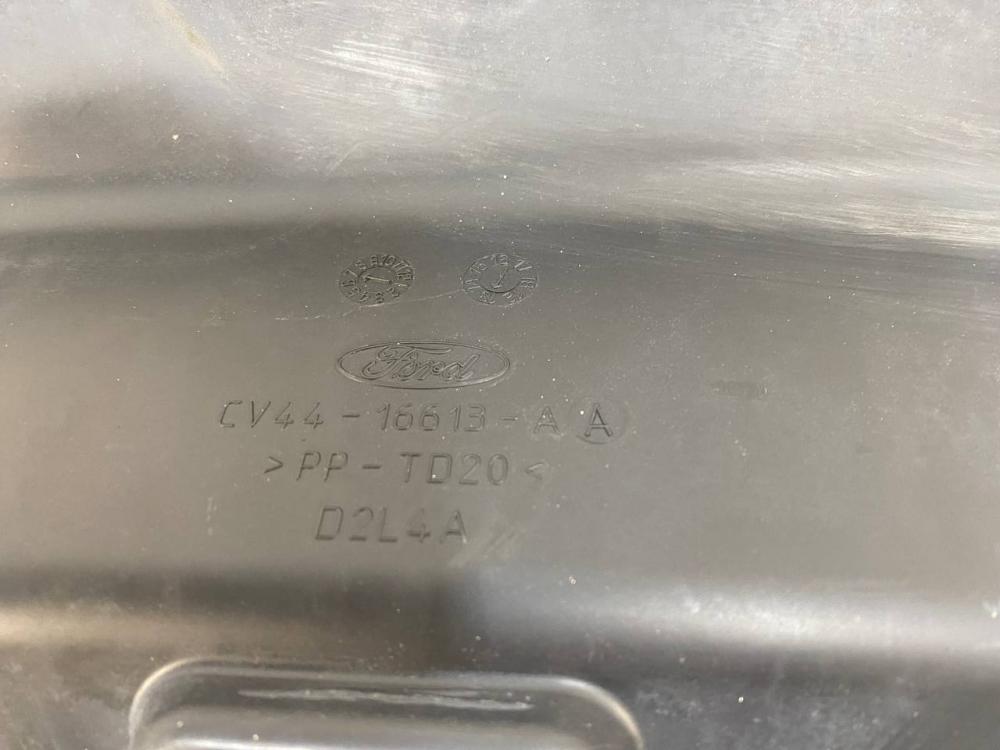 Ford
CV44-16613-A A
>PP-TD20<
D2L4A